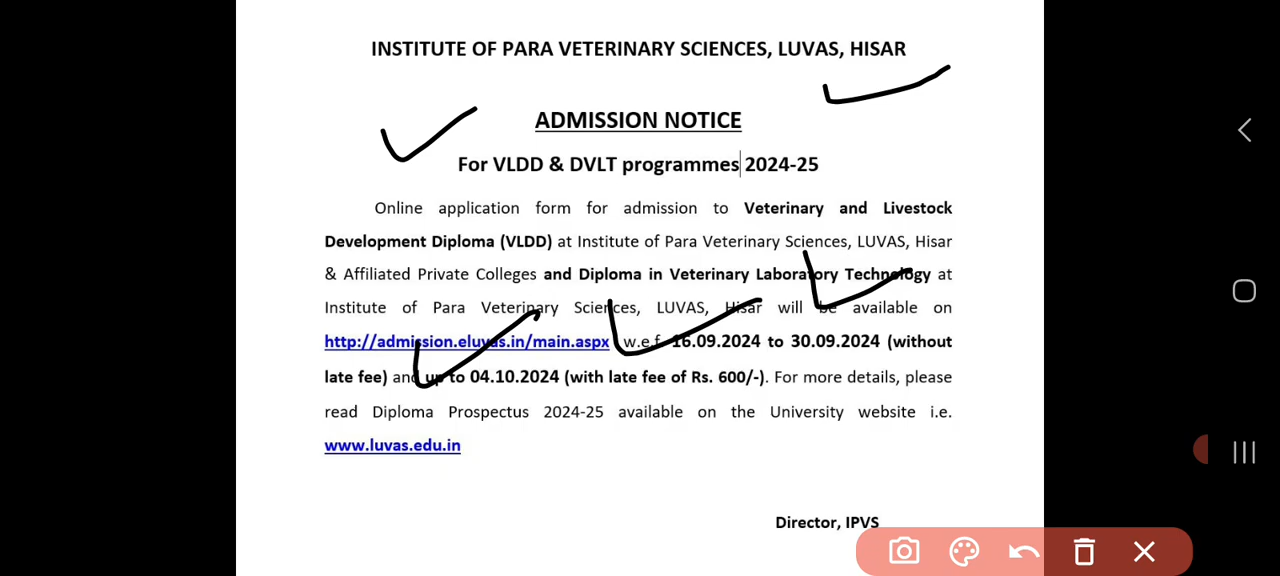 INSTITUTE OF PARA VETERINARY SCIENCES, LUVAS, HISAR
ADMISSION NOTICE
For VLDD & DVLT programmes 2024-25
Online application form for admission to Veterinary and Livestock
Development Diploma (VLDD) at Institute of Para Veterinary Sciences, LUVAS, Hisar
& Affiliated Private Colleges and Diploma in Veterinary Laboratory Technology at
Institute of Para Veterinary Sciences, LUVAS, Hisar will be available on
http://admission.eluvas.in/main.aspx w.e.f. 16.09.2024 to 30.09.2024 (without
late fee) and up to 04.10.2024 (with late fee of Rs. 600/-). For more details, please
read Diploma Prospectus 2024-25 available on the University website i.e.
www.luvas.edu.in
Director, IPVS